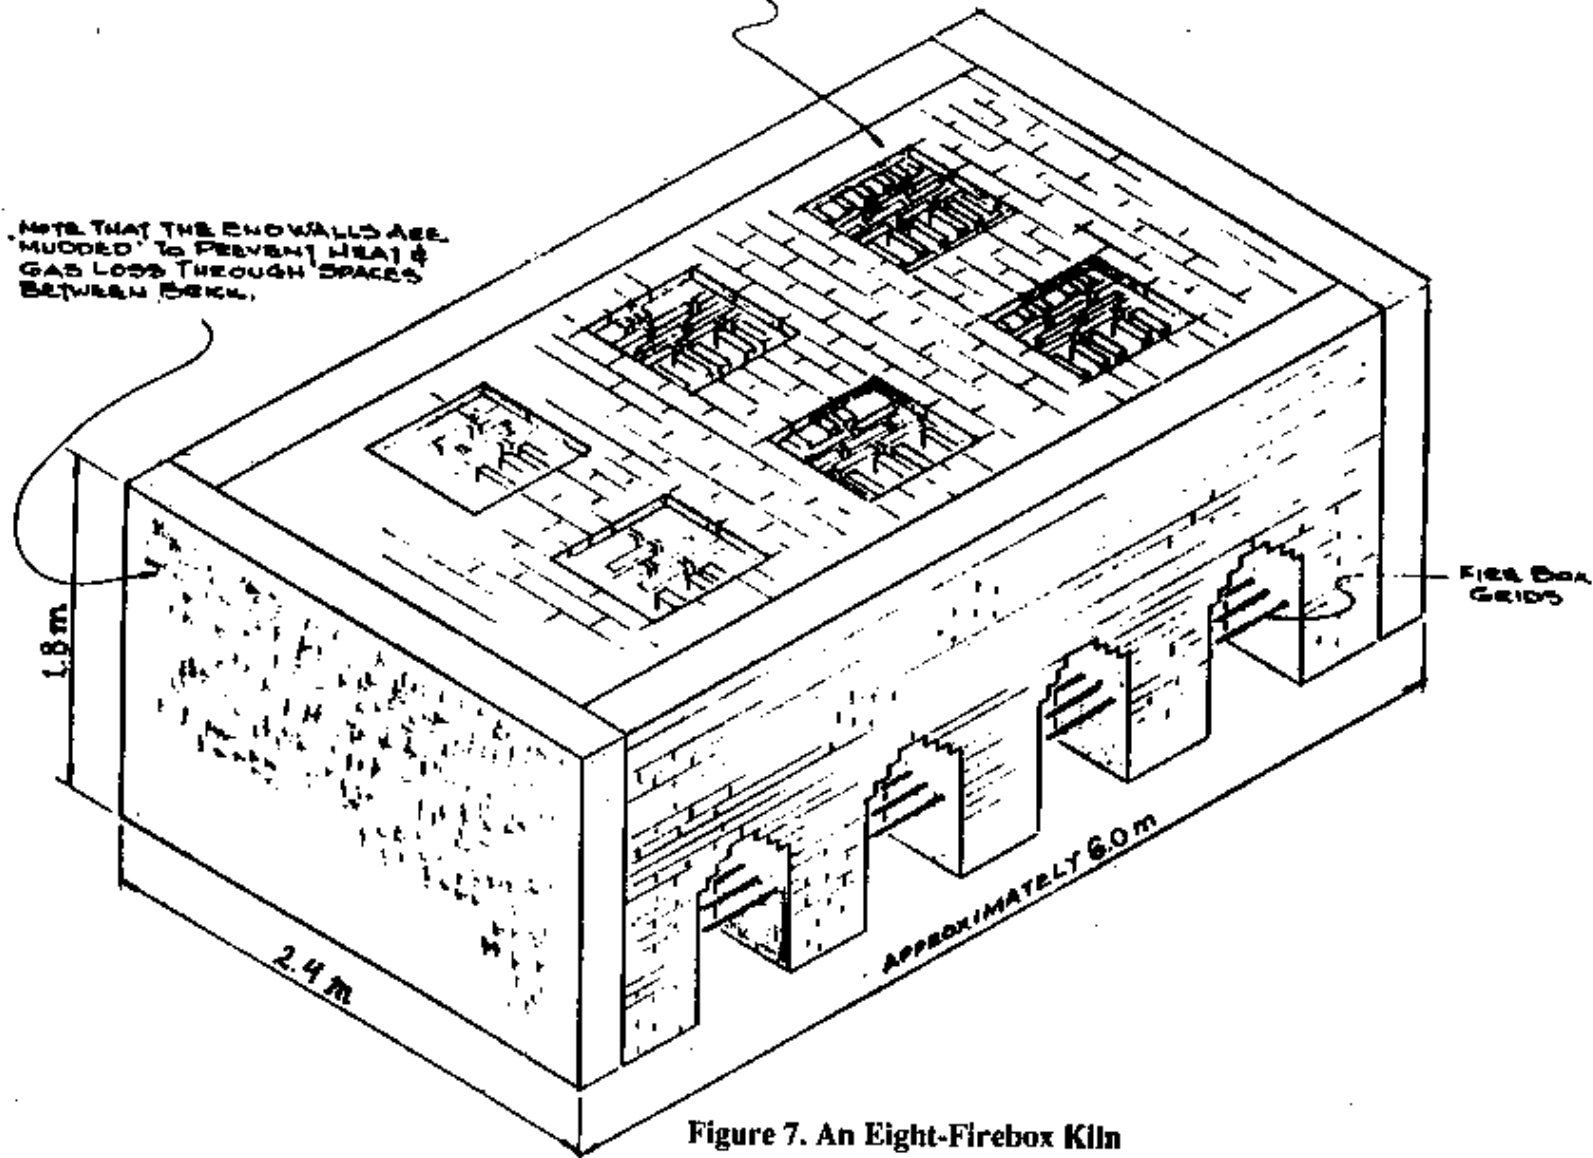 NOTE THAT THE END WALLS ARE
"MUDDED" TO PREVENT HEAT &
GAS LOSS THROUGH SPACES
BETWEEN BRICK.
1.8 m
FIRE BOX
GRIDS
APPROXIMATELY 6.0 m
2.4 m
Figure 7. An Eight-Firebox Kiln